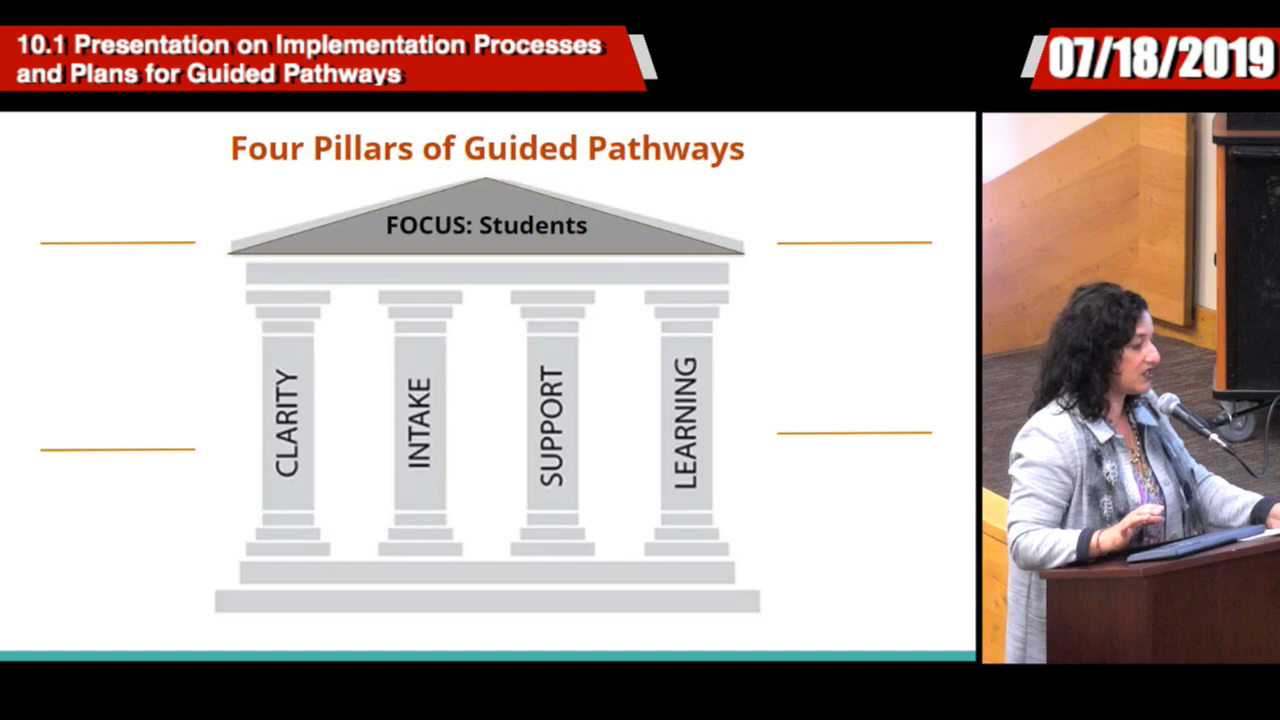 10.1 Presentation on Implementation Processes
and Plans for Guided Pathways
07/18/2019
Four Pillars of Guided Pathways
FOCUS: Students
CLARITY
INTAKE
SUPPORT
LEARNING